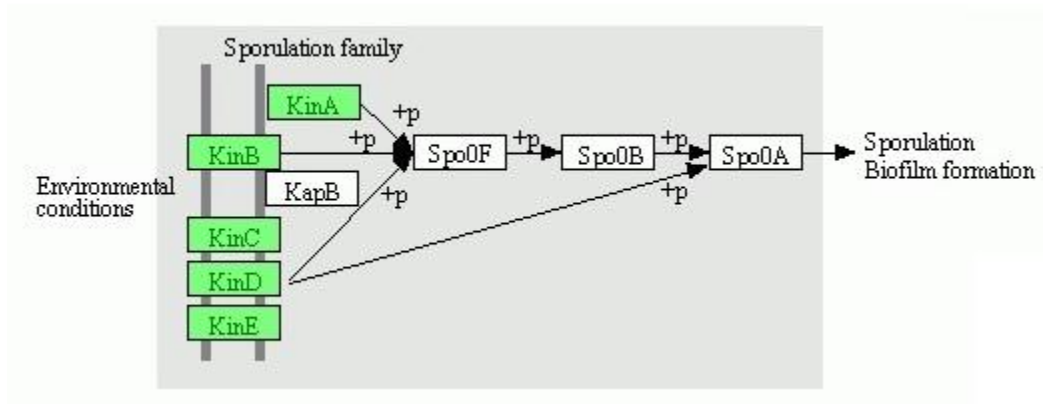 Sporulation family
KinA
+p
+p
+p
+p
KinB
Spo0F
Spo0B
Spo0A
Sporulation
Biofilm formation
Environmental
conditions
KapB
+p
+p
KinC
KinD
KinE